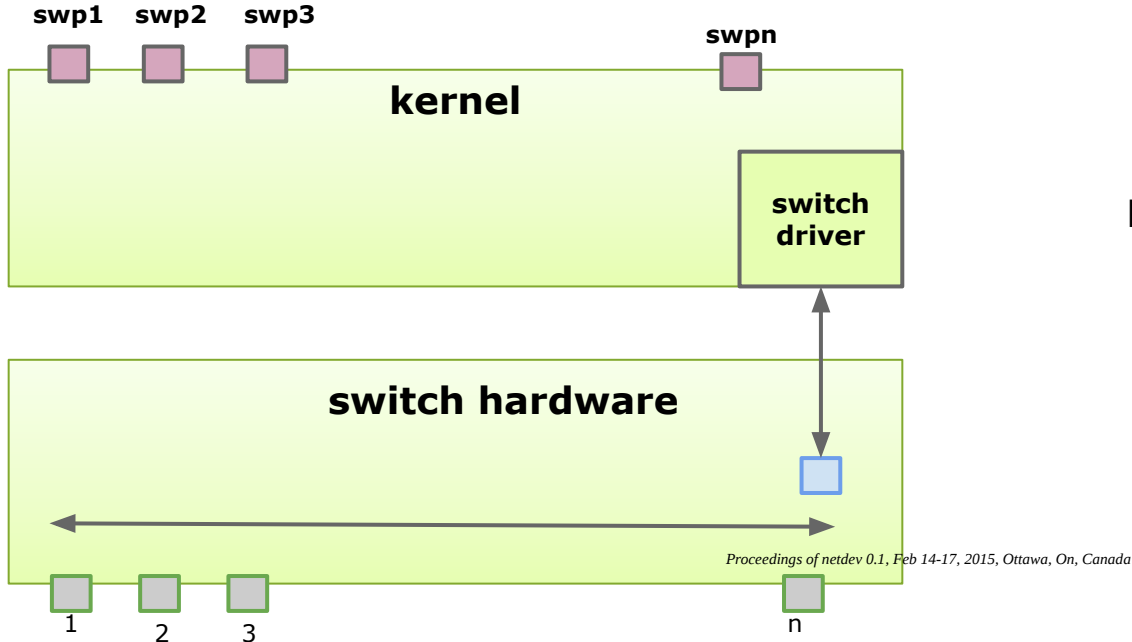 swp1 swp2 swp3
swpn
kernel
switch
driver
switch hardware
Proceedings of netdev 0.1, Feb 14-17, 2015, Ottawa, On, Canada
1 2 3 n